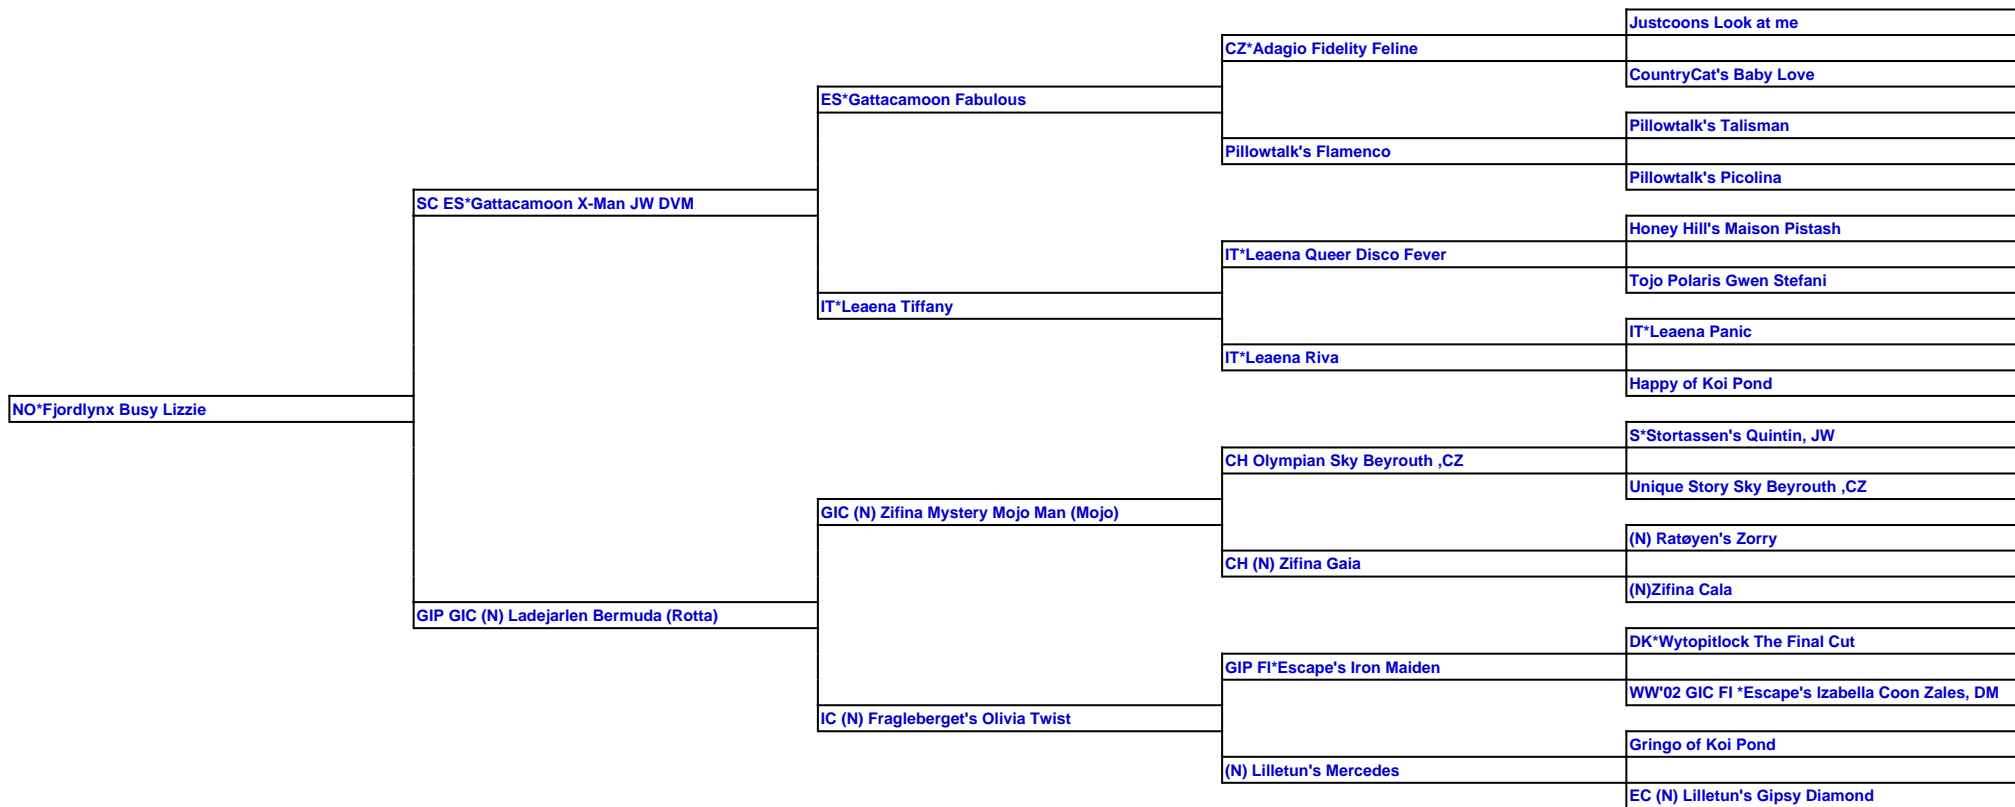 Justcoons Look at me
CZ*Adagio Fidelity Feline
CountryCat's Baby Love
ES*Gattacamoon Fabulous
Pillowtalk's Talisman
Pillowtalk's Flamenco
Pillowtalk's Picolina
SC ES*Gattacamoon X-Man JW DVM
Honey Hill's Maison Pistash
IT*Leaena Queer Disco Fever
Tojo Polaris Gwen Stefani
IT*Leaena Tiffany
IT*Leaena Panic
IT*Leaena Riva
Happy of Koi Pond
NO*Fjordlynx Busy Lizzie
S*Stortassen's Quintin, JW
CH Olympian Sky Beyrouth ,CZ
Unique Story Sky Beyrouth ,CZ
GIC (N) Zifina Mystery Mojo Man (Mojo)
(N) Ratøyen's Zorry
CH (N) Zifina Gaia
(N)Zifina Cala
GIP GIC (N) Ladejarlen Bermuda (Rotta)
DK*Wytopitlock The Final Cut
GIP FI*Escape's Iron Maiden
WW'02 GIC FI *Escape's Izabella Coon Zales, DM
IC (N) Fragleberget's Olivia Twist
Gringo of Koi Pond
(N) Lilletun's Mercedes
EC (N) Lilletun's Gipsy Diamond